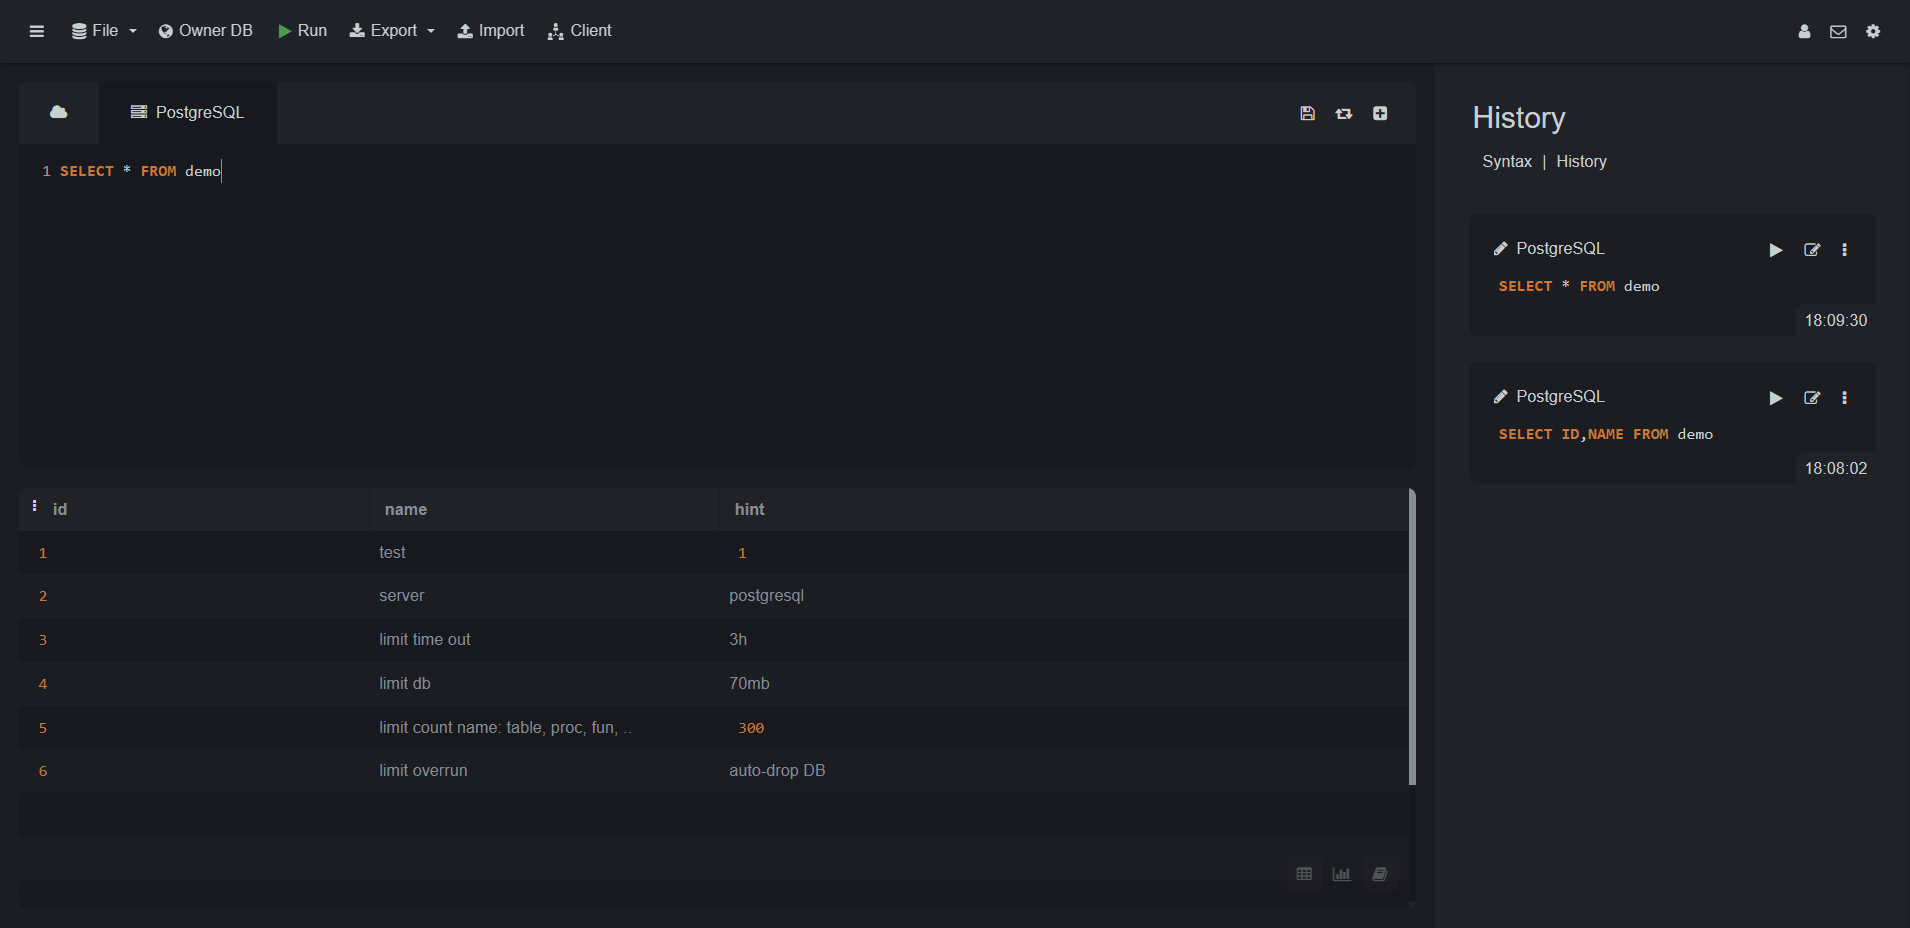 File Owner DB Run Export Import Client
PostgreSQL
1 SELECT * FROM demo
id name hint
1 test 1
2 server postgresql
3 limit time out 3h
4 limit db 70mb
5 limit count name: table, proc, fun, .. 300
6 limit overrun auto-drop DB
History
Syntax | History
PostgreSQL
SELECT * FROM demo
18:09:30
PostgreSQL
SELECT ID,NAME FROM demo
18:08:02